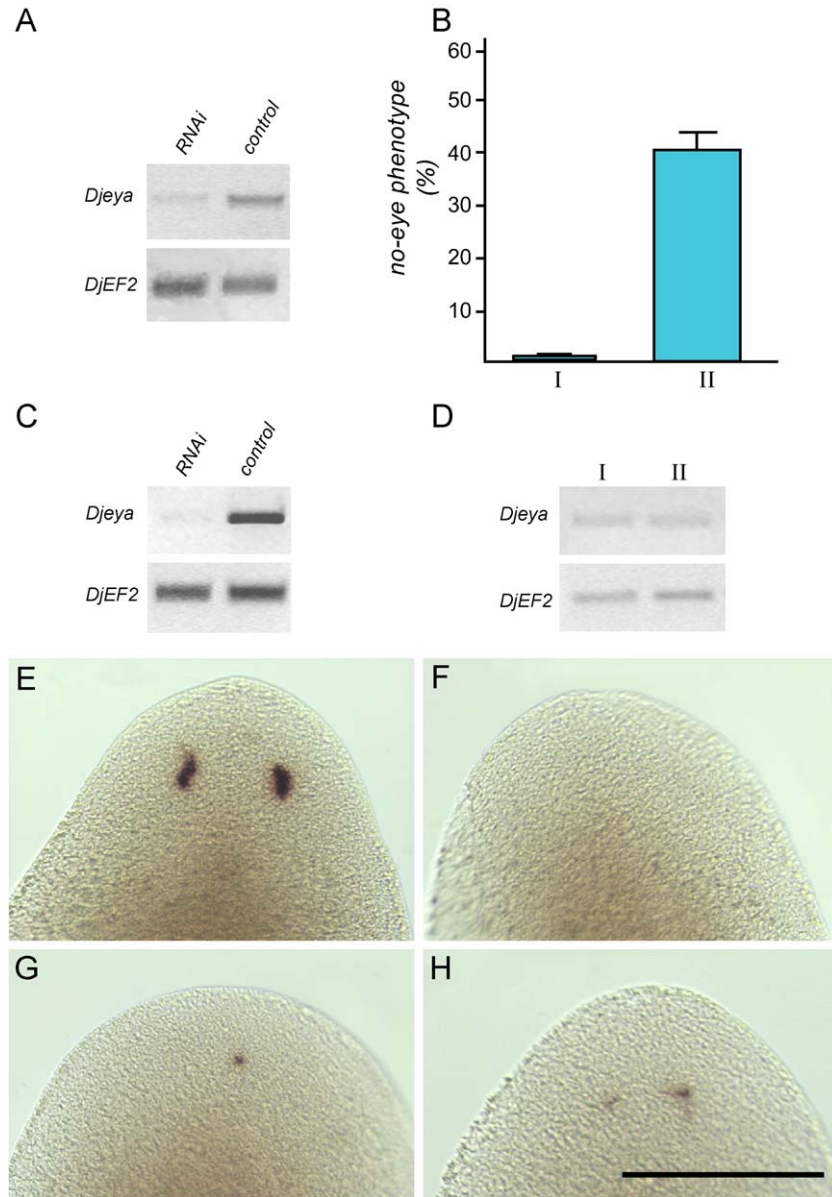 A
RNAi control
Djeya
DjEF2
B
no-eye phenotype
(%)
60
50
40
30
20
10
I II
C
RNAi control
Djeya
DjEF2
D
I II
Djeya
DjEF2
E
F
G
H